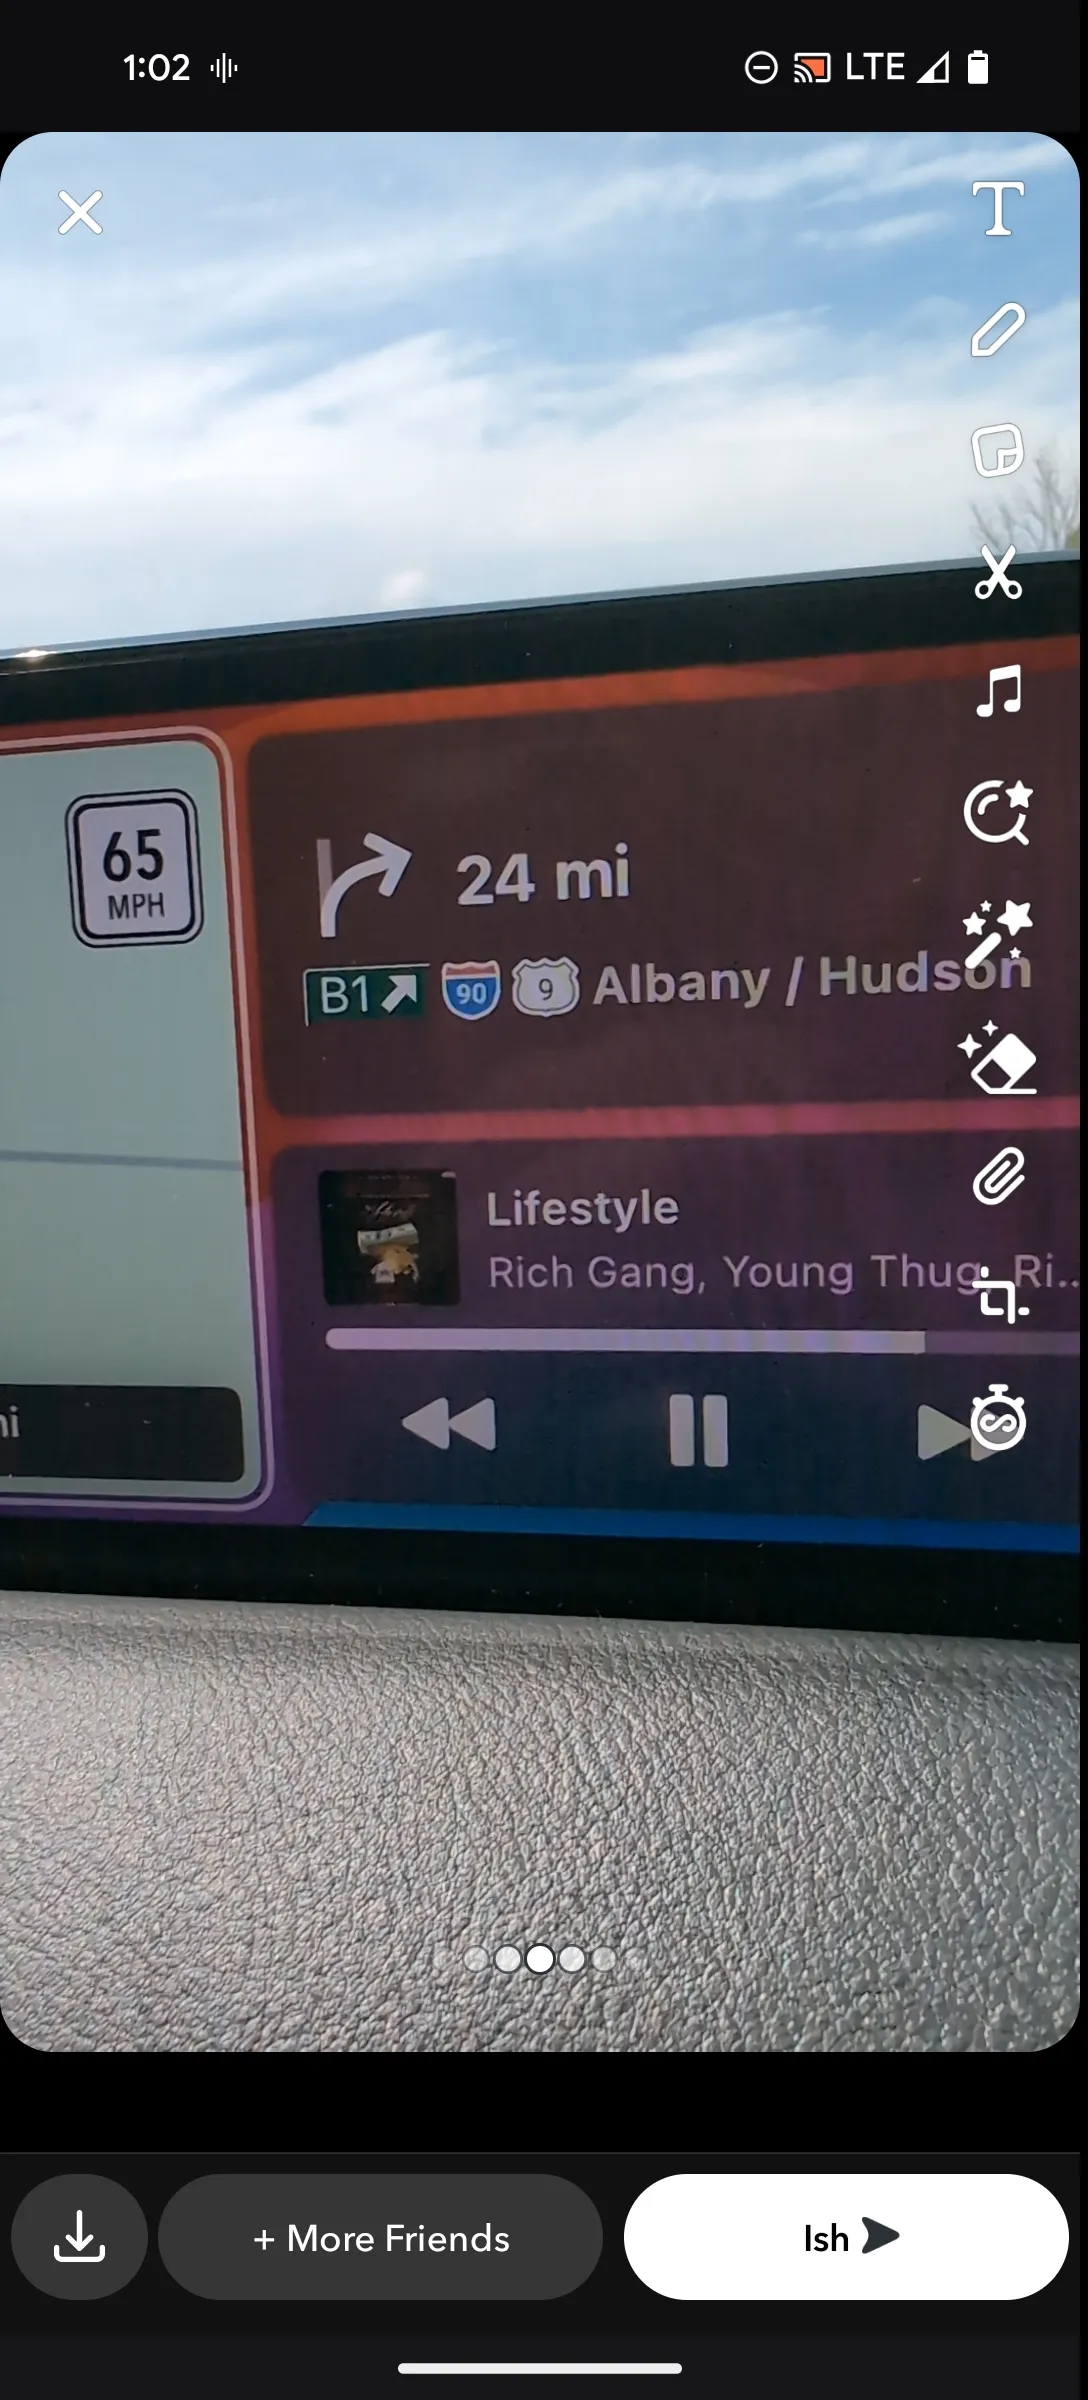 1:02
LTE
T
65
MPH
24 mi
B1 90 9 Albany / Hudson
Lifestyle
Rich Gang, Young Thug, Ri...
+ More Friends
Ish